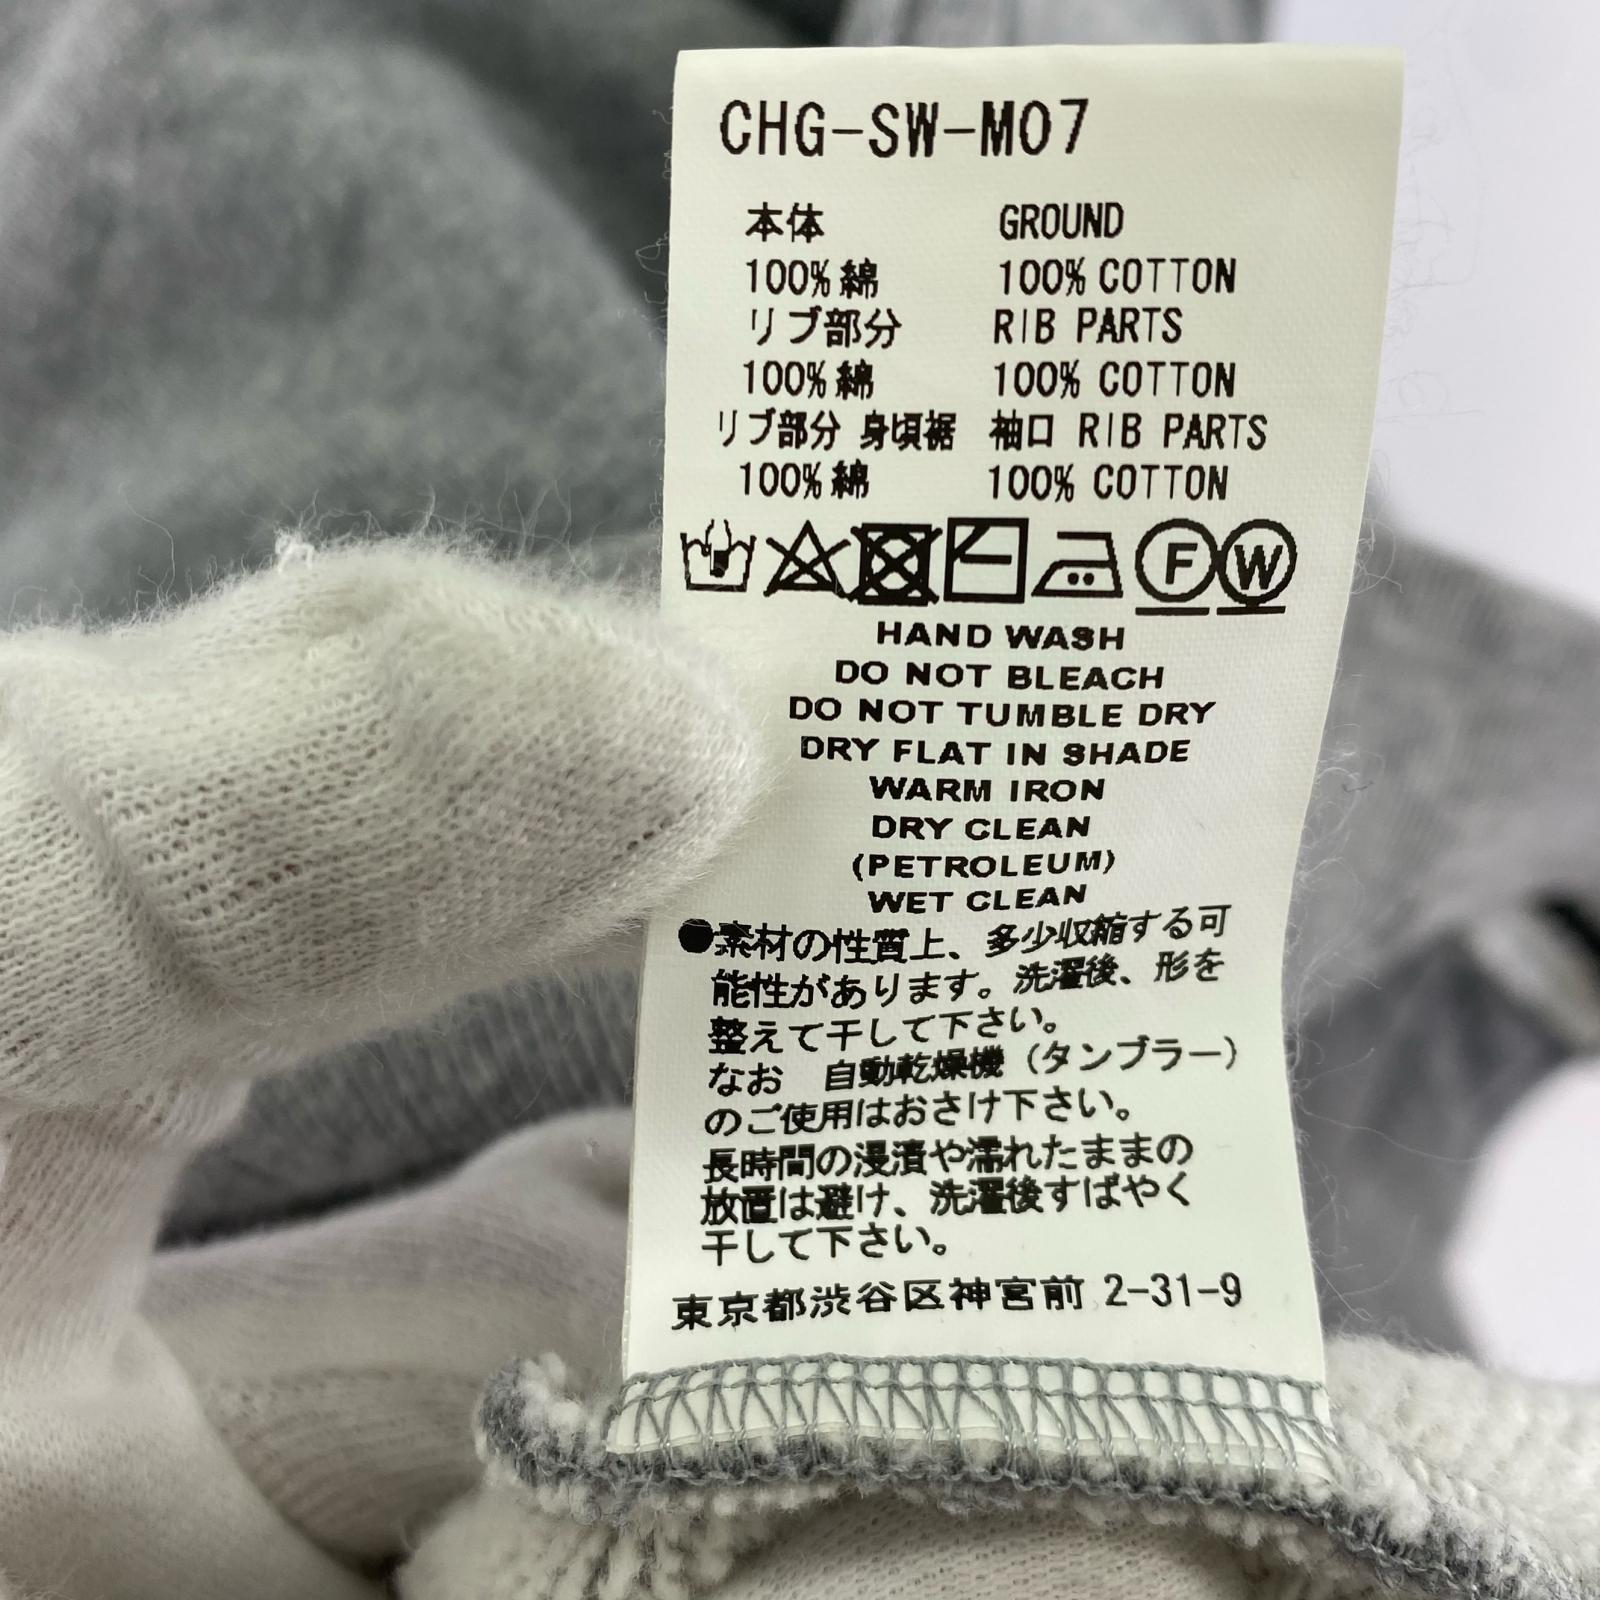 CHG-SW-M07
本体 GROUND
100%綿 100% COTTON
リブ部分 RIB PARTS
100%綿 100% COTTON
リブ部分 身頃裾 袖口 RIB PARTS
100%綿 100% COTTON
F W
HAND WASH
DO NOT BLEACH
DO NOT TUMBLE DRY
DRY FLAT IN SHADE
WARM IRON
DRY CLEAN
(PETROLEUM)
WET CLEAN
●素材の性質上、多少収縮する可
能性があります。洗濯後、形を
整えて干して下さい。
なお 自動乾燥機（タンブラー）
のご使用はおさけ下さい。
長時間の浸漬や濡れたままの
放置は避け、洗濯後すばやく
干して下さい。
東京都渋谷区神宮前 2-31-9